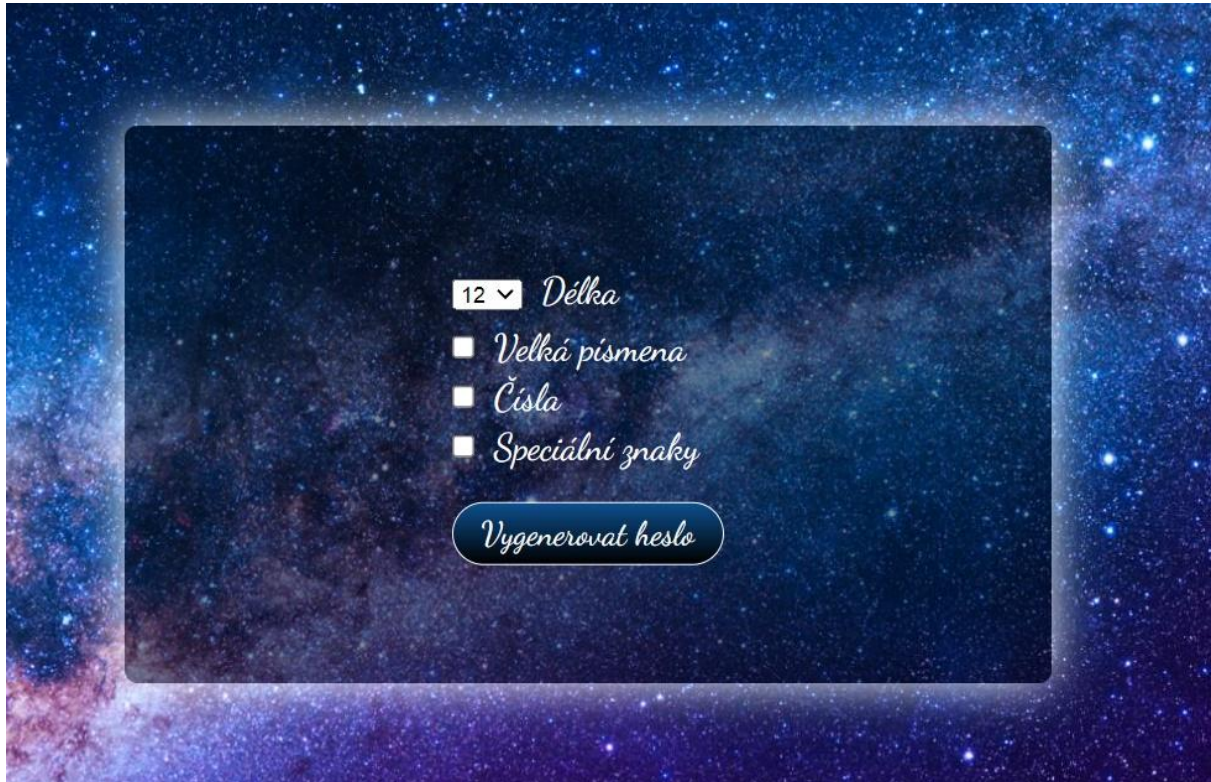 12 Délka
Velká písmena
Čísla
Speciální znaky
Vygenerovat heslo